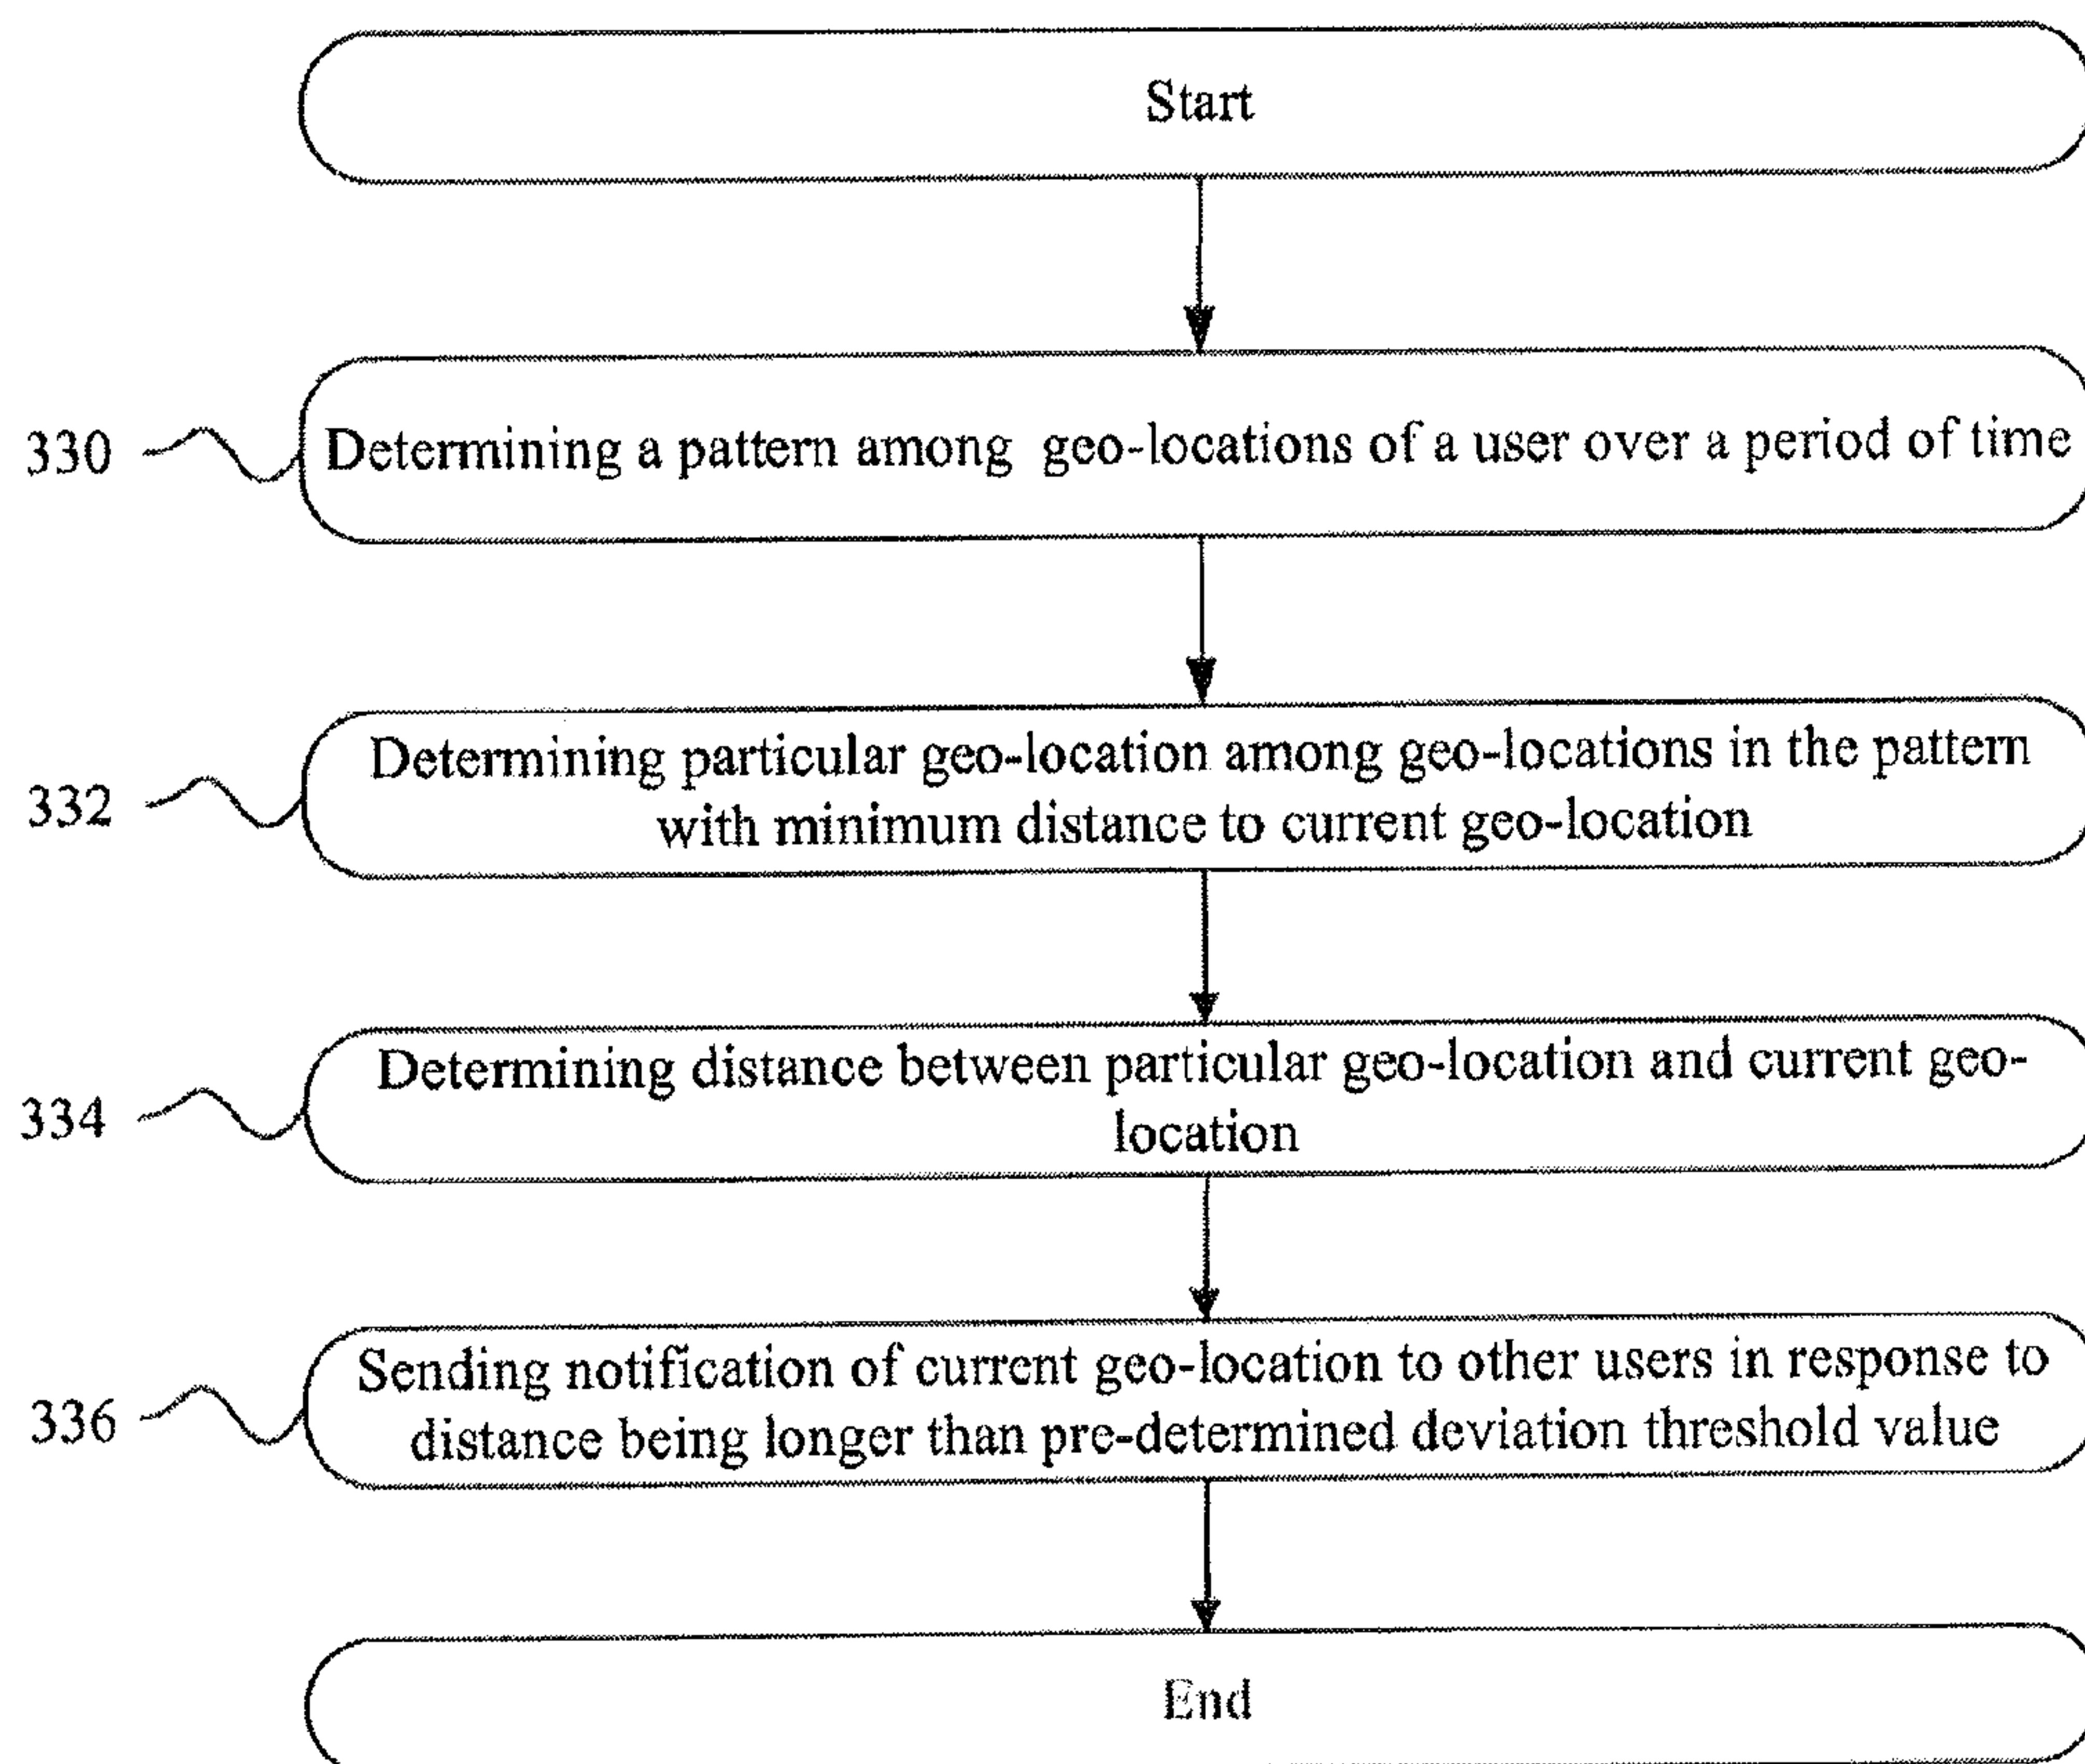 Start
330
Determining a pattern among geo-locations of a user over a period of time
332
Determining particular geo-location among geo-locations in the pattern
with minimum distance to current geo-location
334
Determining distance between particular geo-location and current geo-
location
336
Sending notification of current geo-location to other users in response to
distance being longer than pre-determined deviation threshold value
End